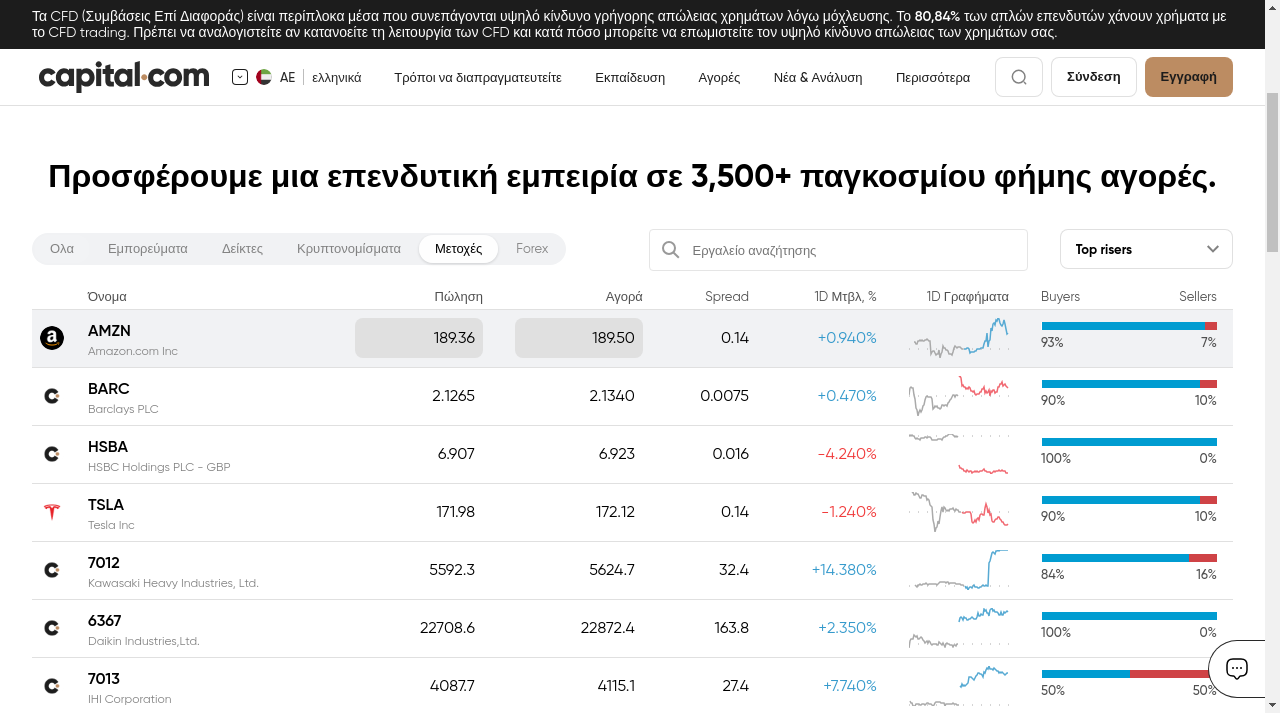 Τα CFD (Συμβάσεις Επί Διαφοράς) είναι περίπλοκα μέσα που συνεπάγονται υψηλό κίνδυνο γρήγορης απώλειας χρημάτων λόγω μόχλευσης. Το 80,84% των απλών επενδυτών χάνουν χρήματα με
το CFD trading. Πρέπει να αναλογιστείτε αν κατανοείτε τη λειτουργία των CFD και κατά πόσο μπορείτε να επωμιστείτε τον υψηλό κίνδυνο απώλειας των χρημάτων σας.
capital.com AE ελληνικά Τρόποι να διαπραγματευτείτε Εκπαίδευση Αγορές Νέα & Ανάλυση Περισσότερα Σύνδεση Εγγραφή
Προσφέρουμε μια επενδυτική εμπειρία σε 3,500+ παγκοσμίου φήμης αγορές.
Ολα Εμπορεύματα Δείκτες Κρυπτονομίσματα Μετοχές Forex Εργαλείο αναζήτησης Top risers
Όνομα Πώληση Αγορά Spread 1D Μτβλ, % 1D Γραφήματα Buyers Sellers
AMZN 189.36 189.50 0.14 +0.940%
Amazon.com Inc 93% 7%
BARC 2.1265 2.1340 0.0075 +0.470%
Barclays PLC 90% 10%
HSBA 6.907 6.923 0.016 -4.240%
HSBC Holdings PLC - GBP 100% 0%
TSLA 171.98 172.12 0.14 -1.240%
Tesla Inc 90% 10%
7012 5592.3 5624.7 32.4 +14.380%
Kawasaki Heavy Industries, Ltd. 84% 16%
6367 22708.6 22872.4 163.8 +2.350%
Daikin Industries,Ltd. 100% 0%
7013 4087.7 4115.1 27.4 +7.740%
IHI Corporation 50% 50%